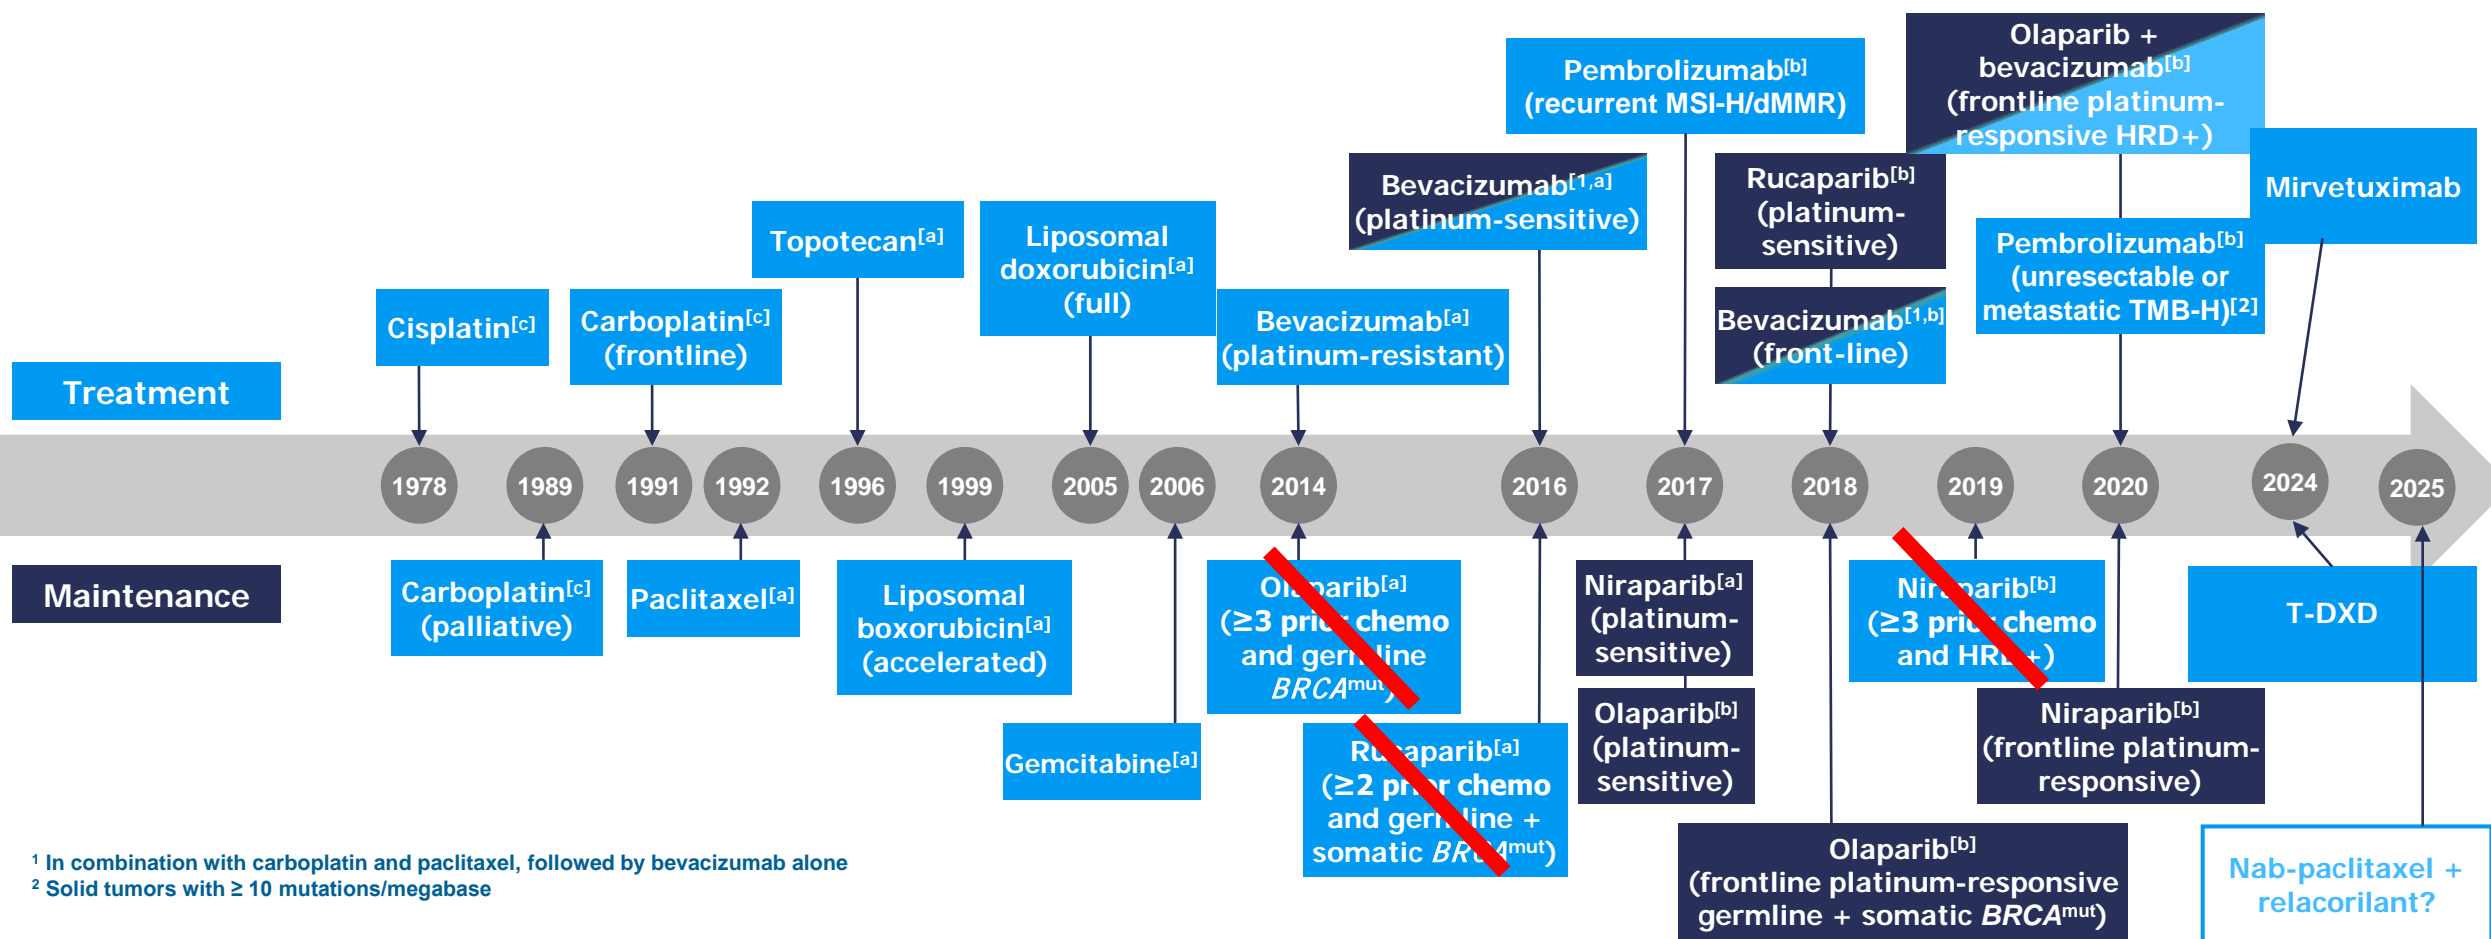 Olaparib +
bevacizumab[b]
(frontline platinum-
responsive HRD+)
Pembrolizumab[b]
(recurrent MSI-H/dMMR)
Mirvetuximab
Bevacizumab[1,a]
(platinum-sensitive)
Rucaparib[b]
(platinum-
sensitive)
Topotecan[a]
Liposomal
doxorubicin[a]
(full)
Pembrolizumab[b]
(unresectable or
metastatic TMB-H)[2]
Cisplatin[c]
Carboplatin[c]
(frontline)
Bevacizumab[a]
(platinum-resistant)
Bevacizumab[1,b]
(front-line)
Treatment
1978 1989 1991 1992 1996 1999 2005 2006 2014 2016 2017 2018 2019 2020 2024 2025
Maintenance
Carboplatin[c]
(palliative)
Paclitaxel[a]
Liposomal
boxorubicin[a]
(accelerated)
Olaparib[a]
(≥3 prior chemo
and germline
BRCAmut)
Niraparib[a]
(platinum-
sensitive)
Niraparib[b]
(≥3 prior chemo
and HRD+)
T-DXD
Gemcitabine[a]
Rucaparib[a]
(≥2 prior chemo
and germline +
somatic BRCAmut)
Olaparib[b]
(platinum-
sensitive)
Niraparib[b]
(frontline platinum-
responsive)
Olaparib[b]
(frontline platinum-responsive
germline + somatic BRCAmut)
Nab-paclitaxel +
relacorilant?
1 In combination with carboplatin and paclitaxel, followed by bevacizumab alone
2 Solid tumors with ≥ 10 mutations/megabase